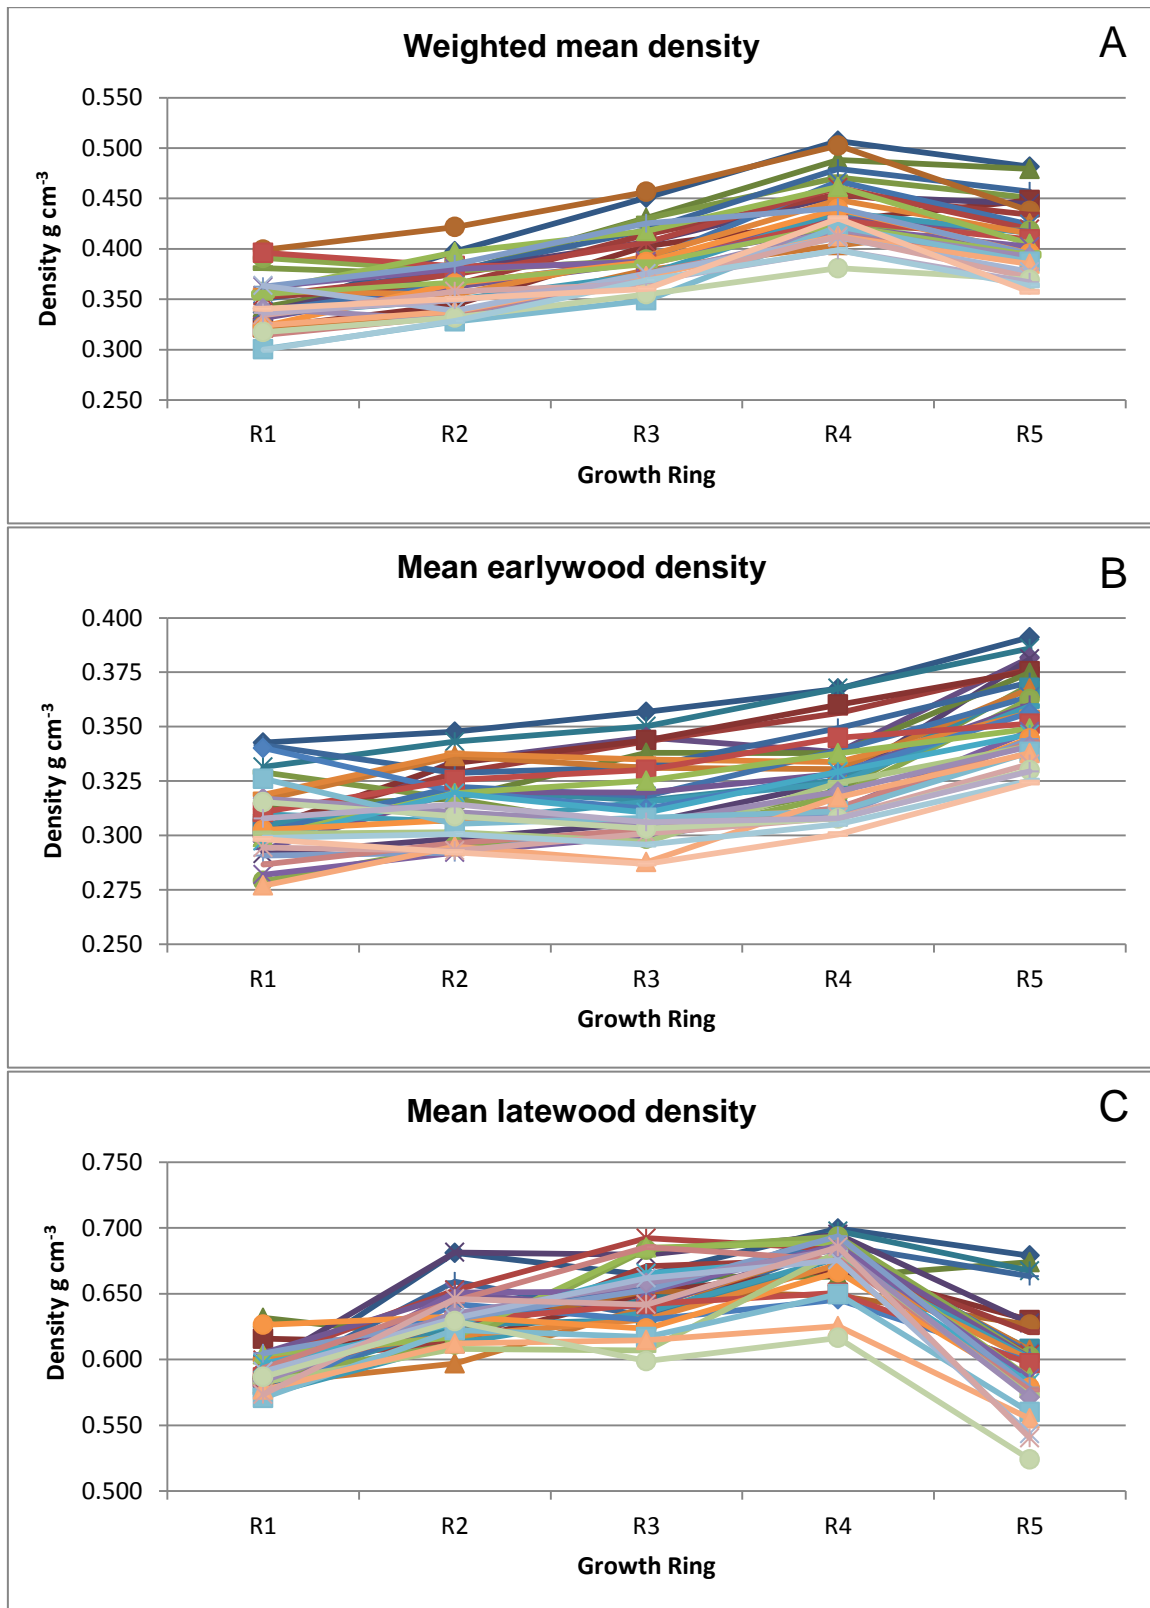 Weighted mean density
A
0.550
0.500
0.450
0.400
0.350
0.300
0.250
Density g cm-3
R1 R2 R3 R4 R5
Growth Ring
Mean earlywood density
B
0.400
0.375
0.350
0.325
0.300
0.275
0.250
Density g cm-3
R1 R2 R3 R4 R5
Growth Ring
Mean latewood density
C
0.750
0.700
0.650
0.600
0.550
0.500
Density g cm-3
R1 R2 R3 R4 R5
Growth Ring